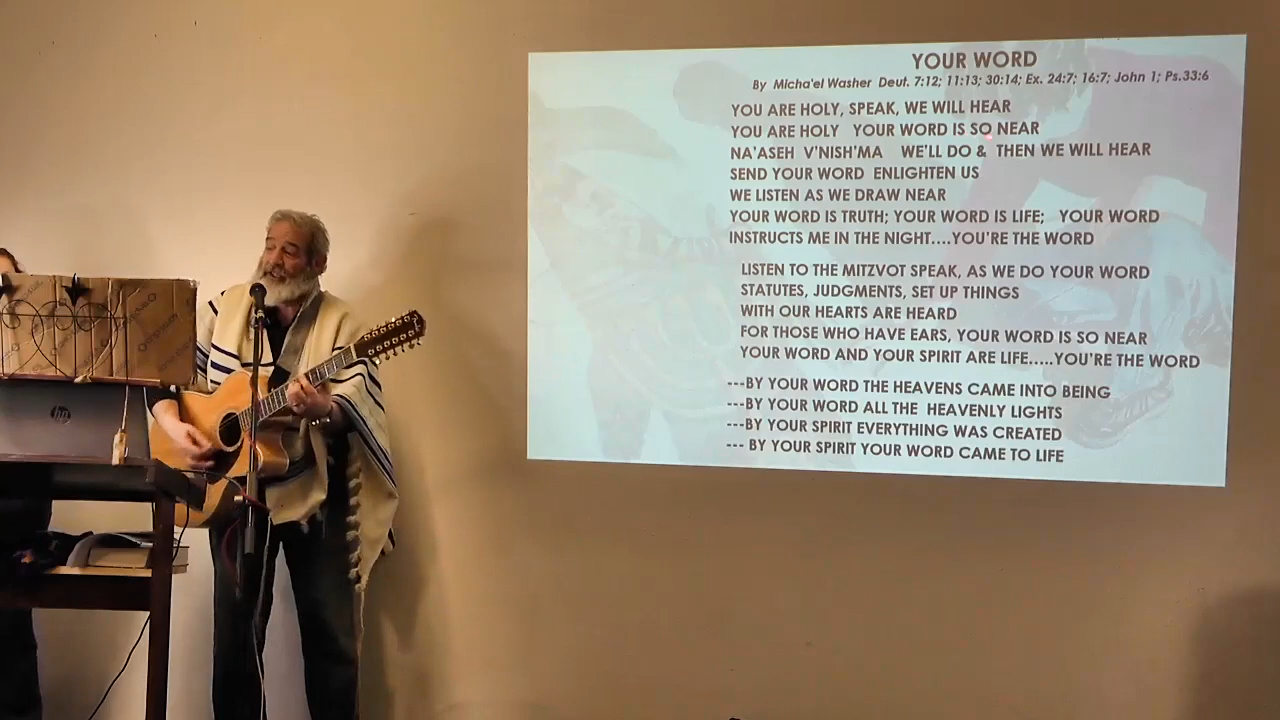 YOUR WORD
By Micha'el Washer Deut. 7:12; 11:13; 30:14; Ex. 24:7; 16:7; John 1; Ps.33:6
YOU ARE HOLY, SPEAK, WE WILL HEAR
YOU ARE HOLY YOUR WORD IS SO NEAR
NA'ASEH V'NISH'MA WE'LL DO & THEN WE WILL HEAR
SEND YOUR WORD ENLIGHTEN US
WE LISTEN AS WE DRAW NEAR
YOUR WORD IS TRUTH; YOUR WORD IS LIFE; YOUR WORD
INSTRUCTS ME IN THE NIGHT....YOU'RE THE WORD
LISTEN TO THE MITZVOT SPEAK, AS WE DO YOUR WORD
STATUTES, JUDGMENTS, SET UP THINGS
WITH OUR HEARTS ARE HEARD
FOR THOSE WHO HAVE EARS, YOUR WORD IS SO NEAR
YOUR WORD AND YOUR SPIRIT ARE LIFE.....YOU'RE THE WORD
---BY YOUR WORD THE HEAVENS CAME INTO BEING
---BY YOUR WORD ALL THE HEAVENLY LIGHTS
---BY YOUR SPIRIT EVERYTHING WAS CREATED
--- BY YOUR SPIRIT YOUR WORD CAME TO LIFE
hp